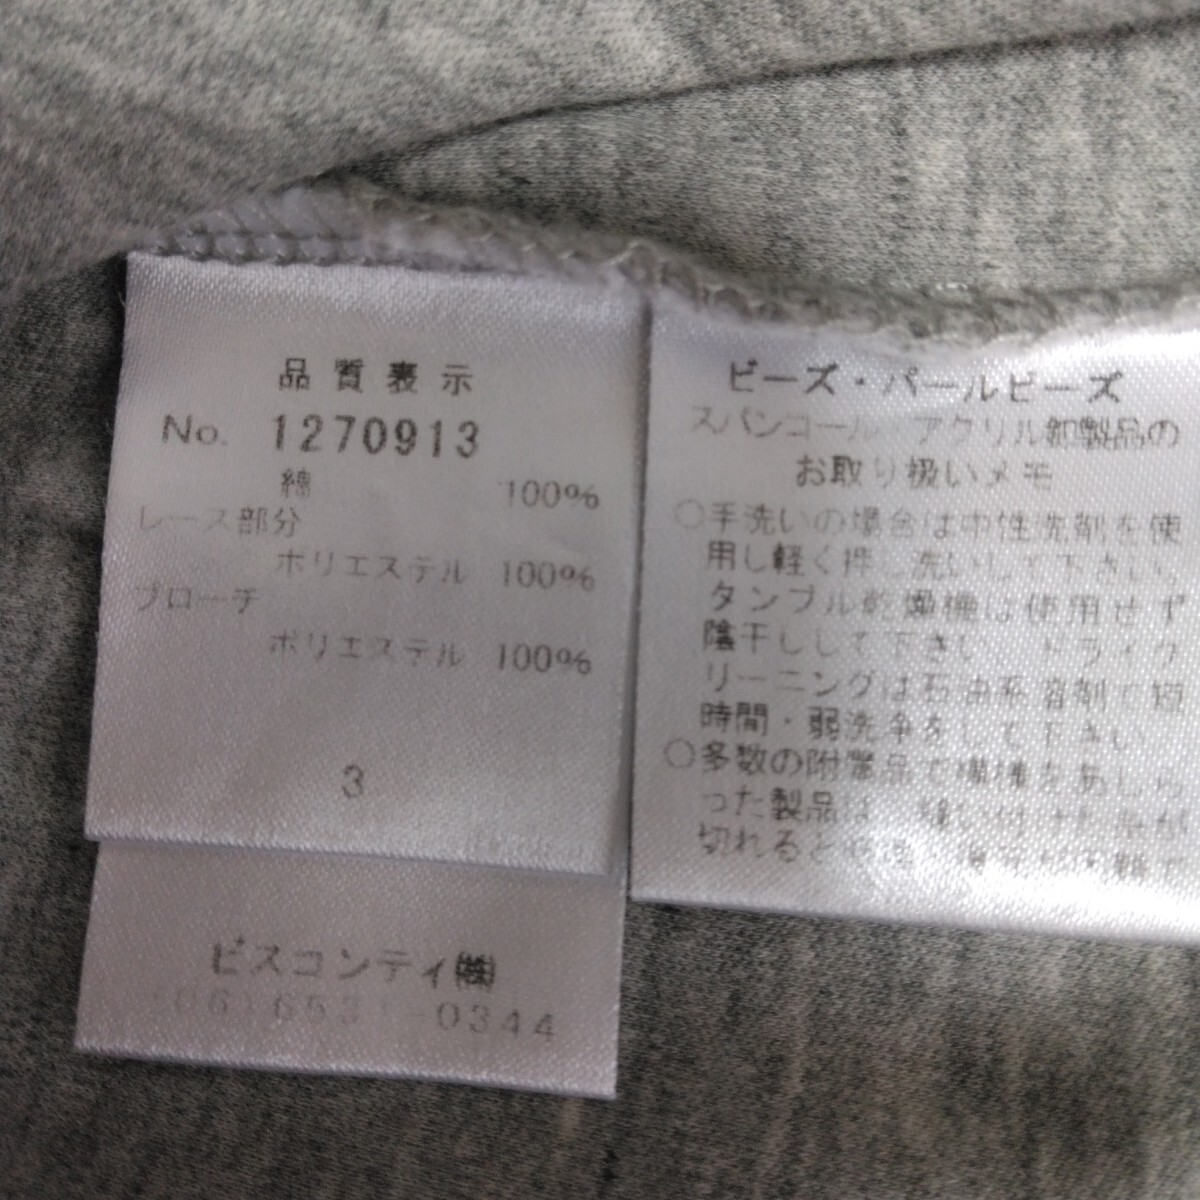 品質表示
No. 1270913
綿 100%
レース部分
ポリエステル 100%
ブローチ
ポリエステル 100%
3
ビスコンティ㈱
0344
ビーズ・パールビーズ
スパンコール アクリル釦製品の
お取り扱いメモ
○手洗いの場合は中性洗剤を使
用し軽く押し洗いして下さい。
タンブル乾燥機は使用せず
陰干しして下さい ドライク
リーニングは石油系溶剤で短
時間・弱洗浄をして下さい
○多数の附属品で模様をあしら
った製品は 縫い付けた糸が
切れると